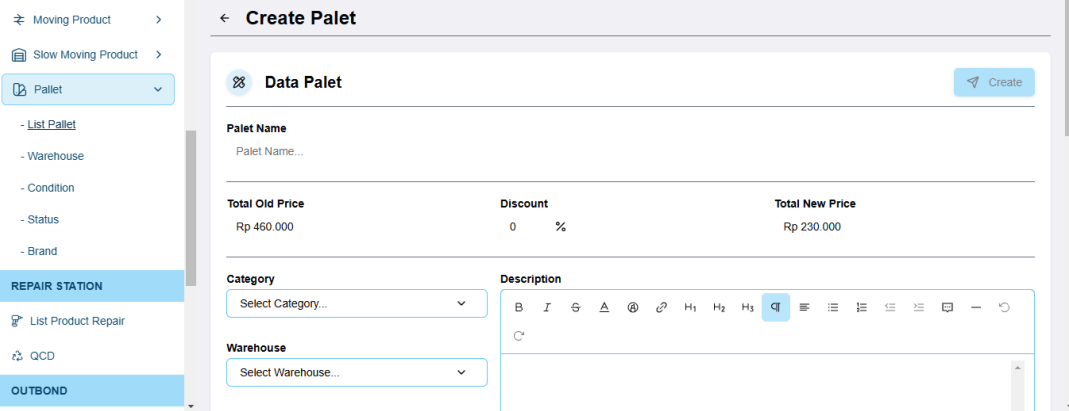 Moving Product
Slow Moving Product
Pallet
- List Pallet
- Warehouse
- Condition
- Status
- Brand
REPAIR STATION
List Product Repair
QCD
OUTBOND
Create Palet
Data Palet
Create
Palet Name
Palet Name...
Total Old Price
Discount
Total New Price
Rp 460.000
0 %
Rp 230.000
Category
Select Category...
Warehouse
Select Warehouse...
Description
B I S A A H1 H2 H3